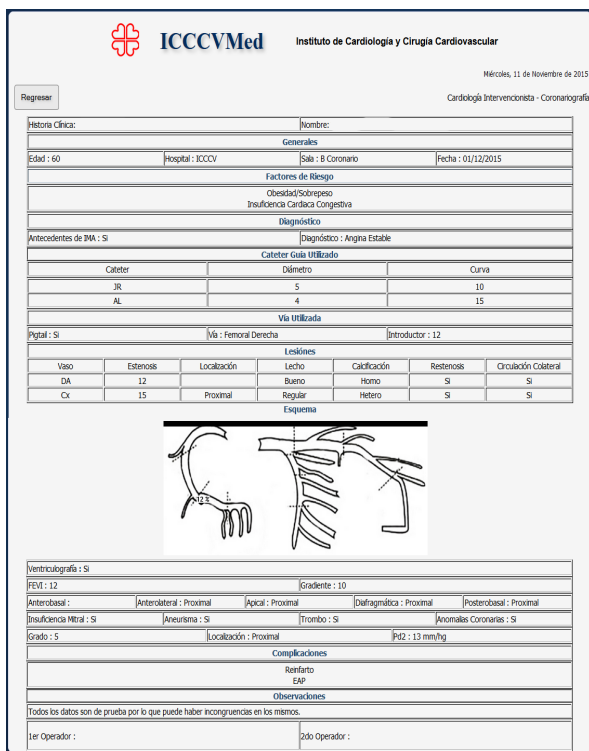 ICCCVMed Instituto de Cardiología y Cirugía Cardiovascular
Miércoles, 11 de Noviembre de 2015
Regresar
Cardiología Intervencionista - Coronariografía
Historia Clínica: Nombre:
Generales
Edad : 60 Hospital : ICCCV Sala : B Coronario Fecha : 01/12/2015
Factores de Riesgo
Obesidad/Sobrepeso
Insuficiencia Cardiaca Congestiva
Diagnóstico
Antecedentes de IMA : Si Diagnóstico : Angina Estable
Cateter Guia Utilizado
Cateter Diámetro Curva
JR 5 10
AL 4 15
Vía Utilizada
Pigtail : Si Vía : Femoral Derecha Introductor : 12
Lesiónes
Vaso Estenosis Localización Lecho Calcificación Restenosis Circulación Colateral
DA 12 Bueno Homo Si Si
Cx 15 Proximal Regular Hetero Si Si
Esquema
12 %
Ventriculografía : Si
FEVI : 12 Gradiente : 10
Anterobasal : Anterolateral : Proximal Apical : Proximal Diafragmática : Proximal Posterobasal : Proximal
Insuficiencia Mitral : Si Aneurisma : Si Trombo : Si Anomalias Coronarias : Si
Grado : 5 Localización : Proximal Pd2 : 13 mm/hg
Complicaciones
Reinfarto
EAP
Observaciones
Todos los datos son de prueba por lo que puede haber incongruencias en los mismos.
1er Operador : 2do Operador :